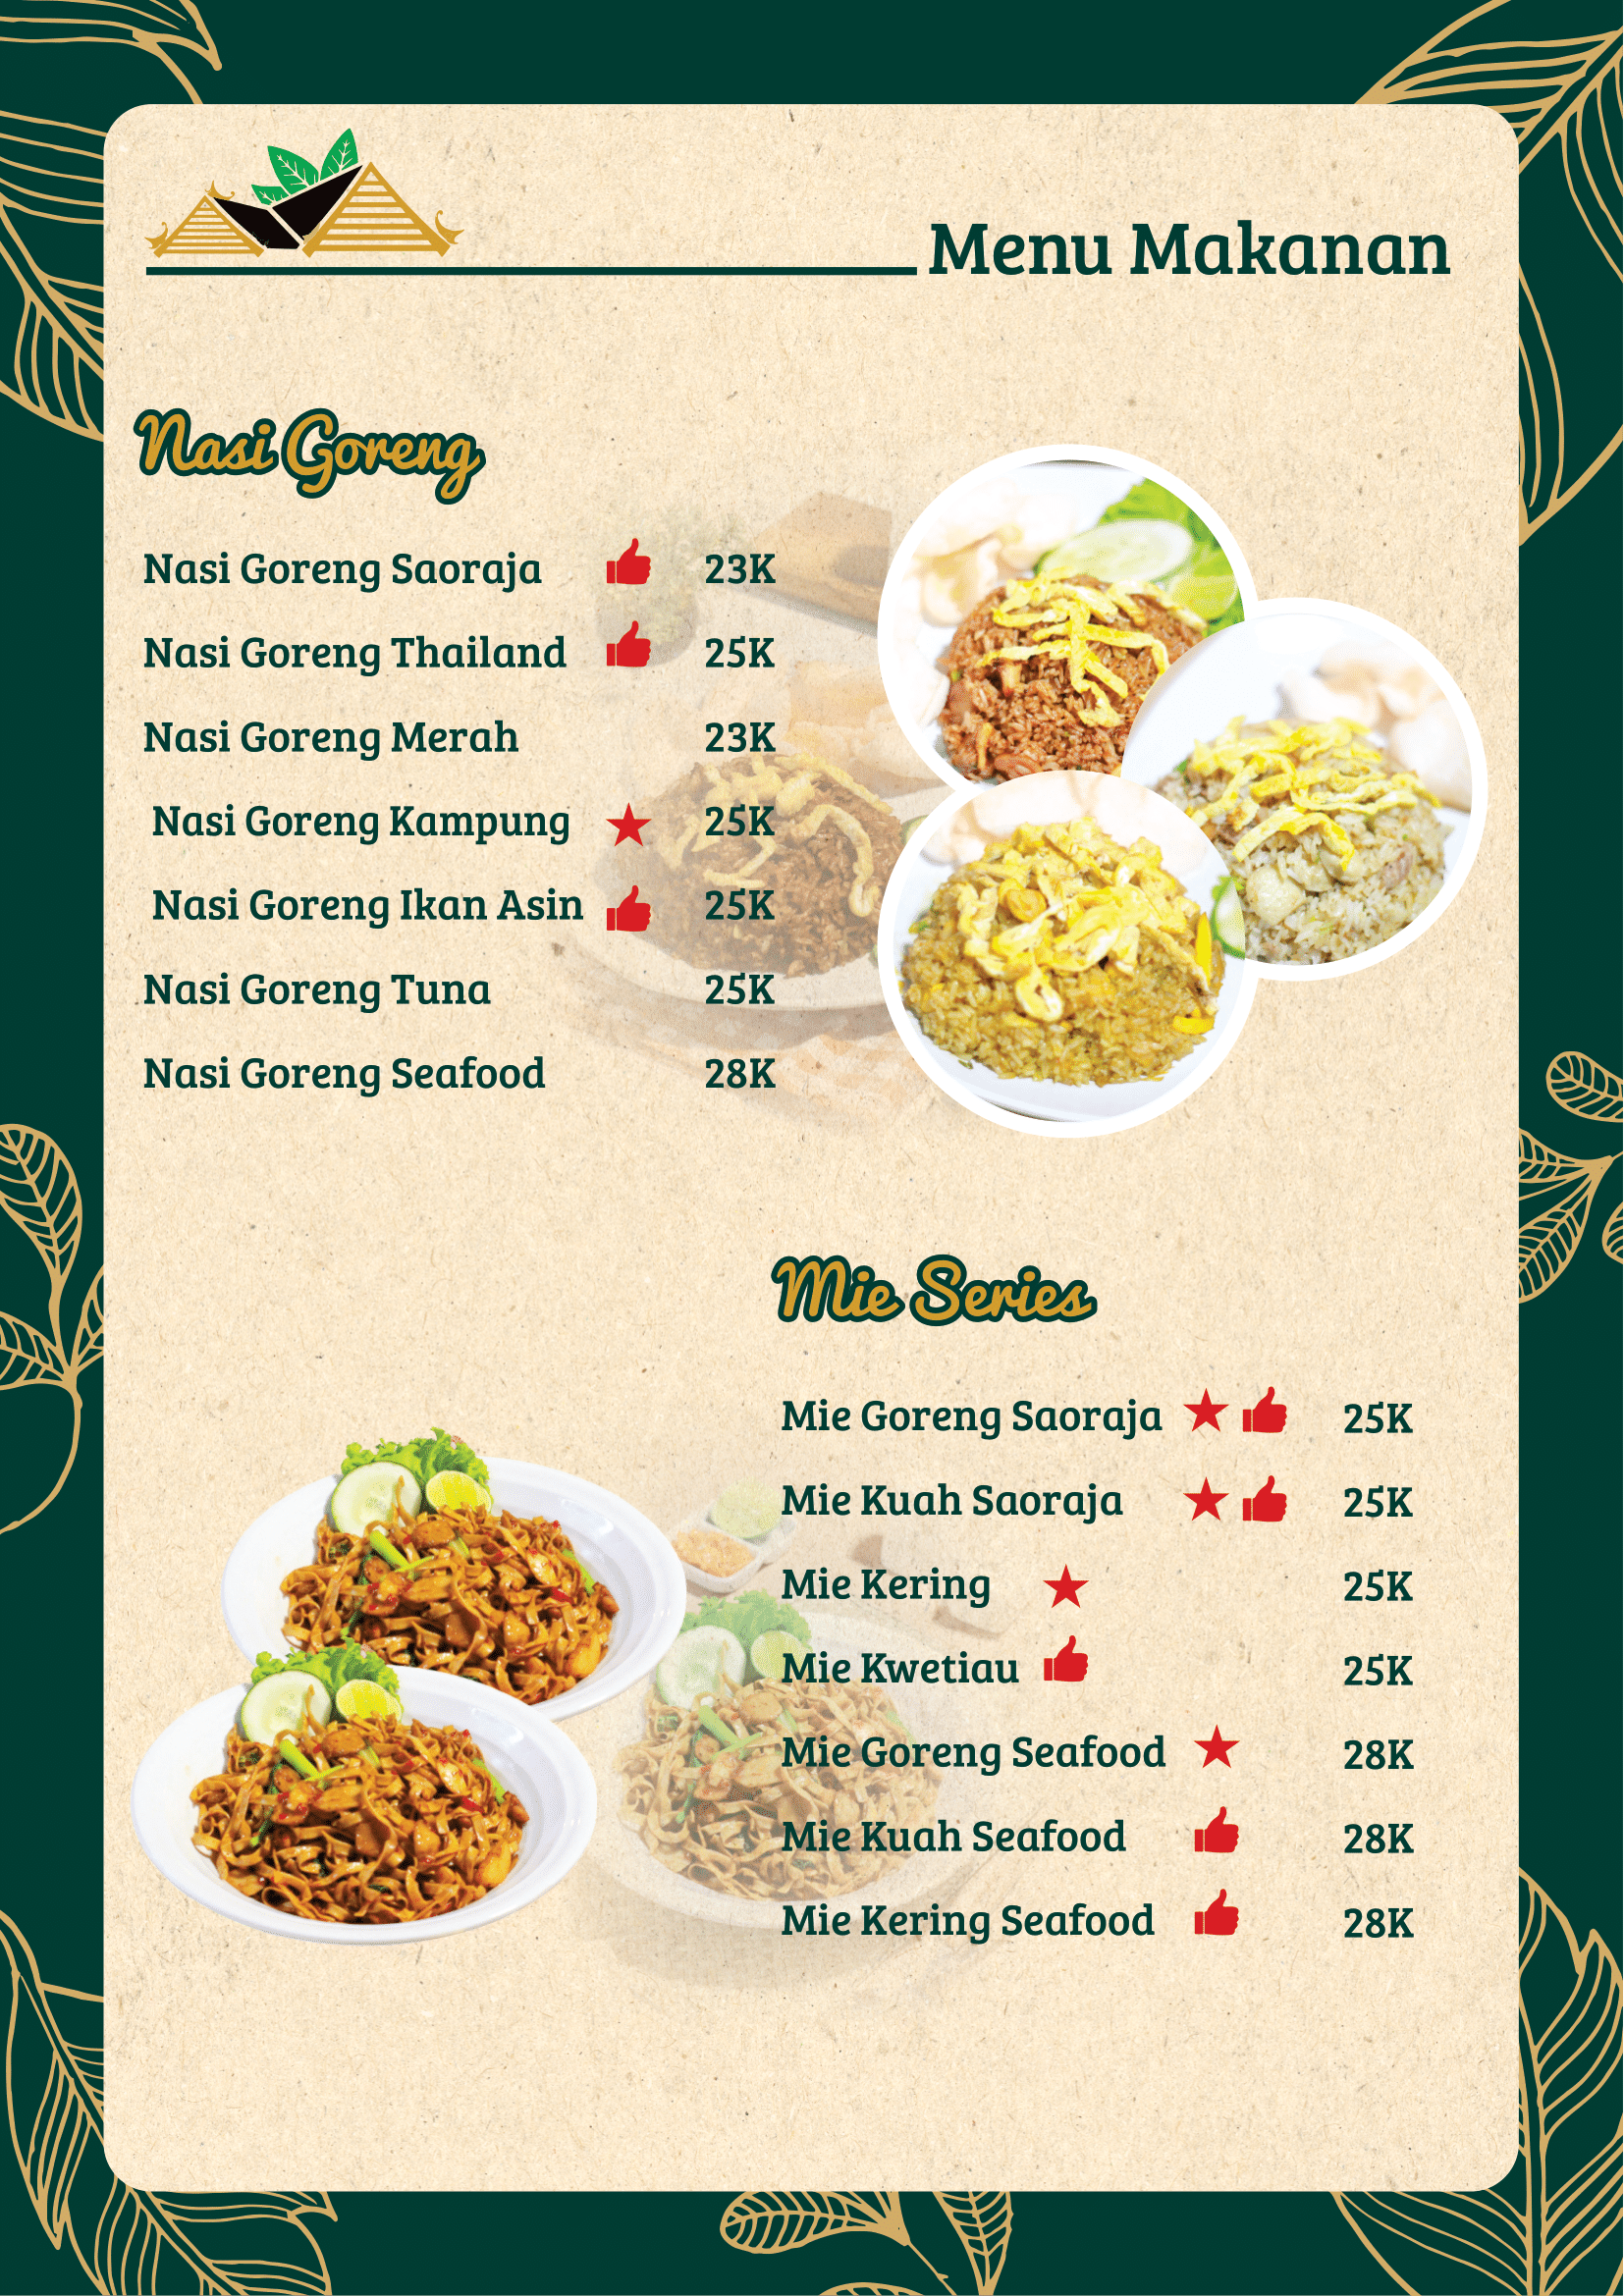 Menu Makanan
Nasi Goreng
Nasi Goreng Saoraja 23K
Nasi Goreng Thailand 25K
Nasi Goreng Merah 23K
Nasi Goreng Kampung 25K
Nasi Goreng Ikan Asin 25K
Nasi Goreng Tuna 25K
Nasi Goreng Seafood 28K
Mie Series
Mie Goreng Saoraja 25K
Mie Kuah Saoraja 25K
Mie Kering 25K
Mie Kwetiau 25K
Mie Goreng Seafood 28K
Mie Kuah Seafood 28K
Mie Kering Seafood 28K